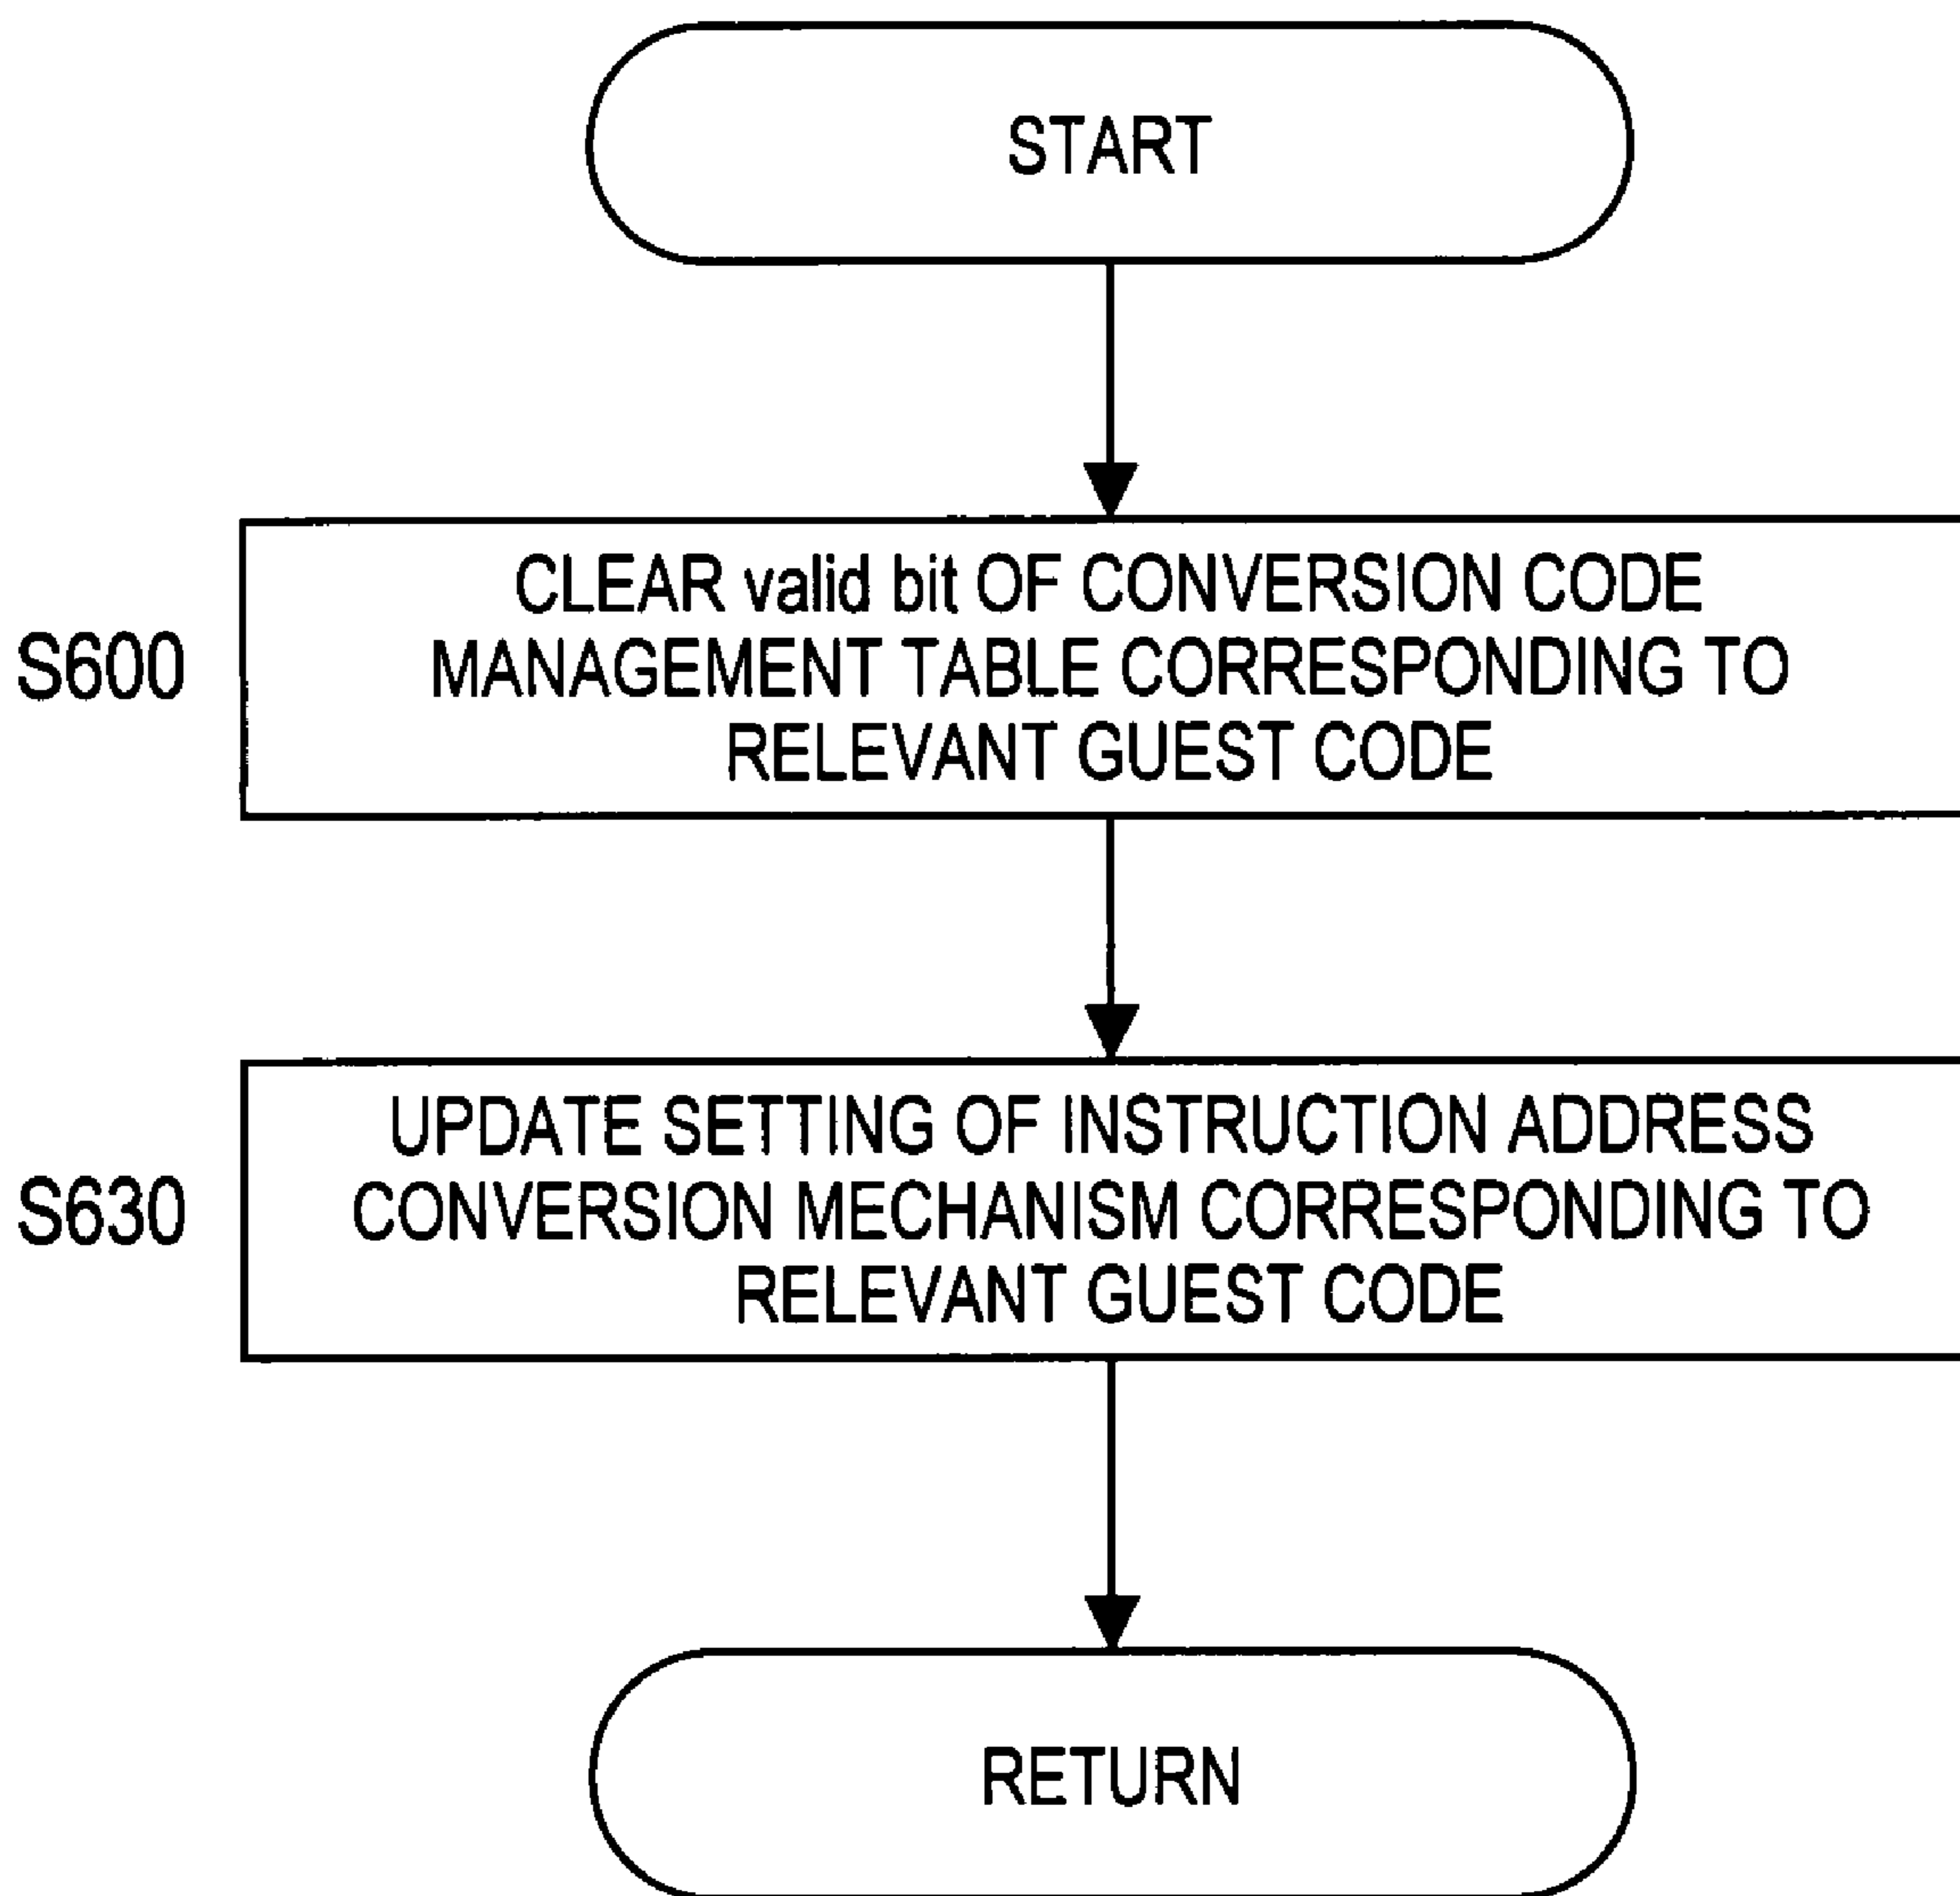 START
CLEAR valid bit OF CONVERSION CODE
S600
MANAGEMENT TABLE CORRESPONDING TO
RELEVANT GUEST CODE
UPDATE SETTING OF INSTRUCTION ADDRESS
S630
CONVERSION MECHANISM CORRESPONDING TO
RELEVANT GUEST CODE
RETURN